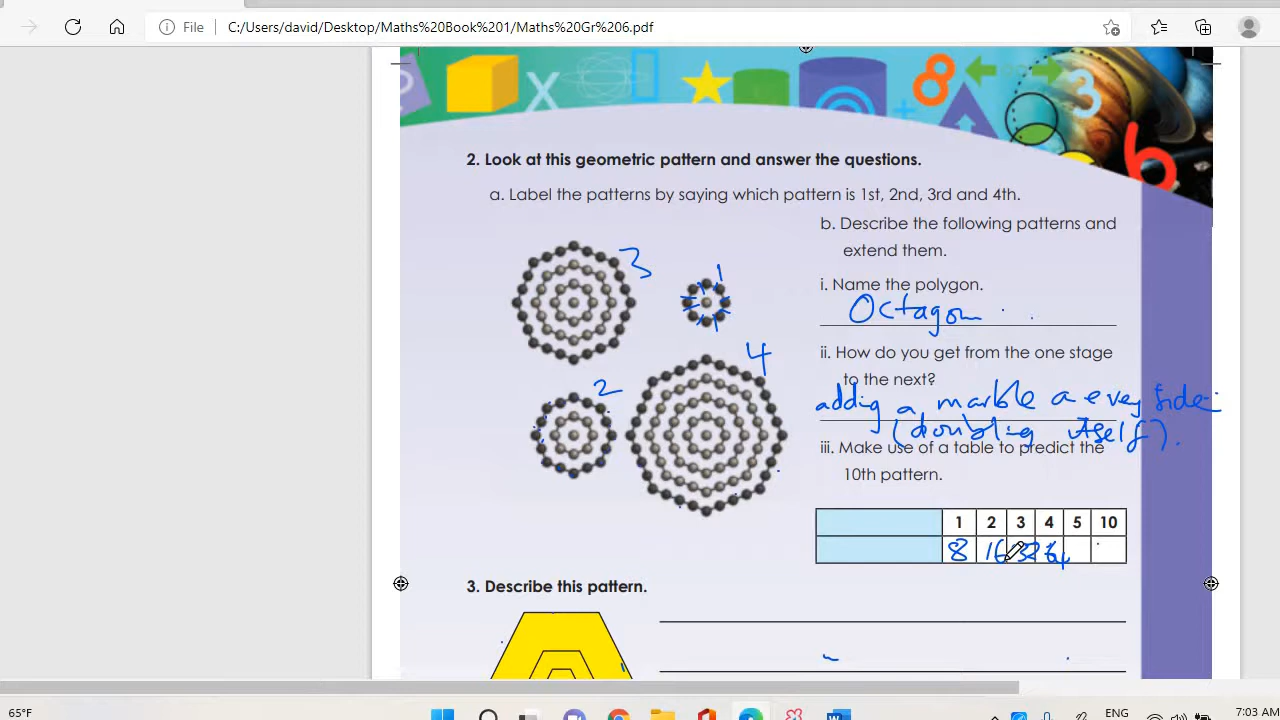 File C:/Users/david/Desktop/Maths%20Book%201/Maths%20Gr%206.pdf
2. Look at this geometric pattern and answer the questions.
a. Label the patterns by saying which pattern is 1st, 2nd, 3rd and 4th.
b. Describe the following patterns and
extend them.
3
1
i. Name the polygon.
Octagon
ii. How do you get from the one stage
to the next?
4
2
adding a marble a every side
(doubling itself).
iii. Make use of a table to predict the
10th pattern.
1 2 3 4 5 10
8 16 32 64
3. Describe this pattern.
65°F
ENG
7:03 AM